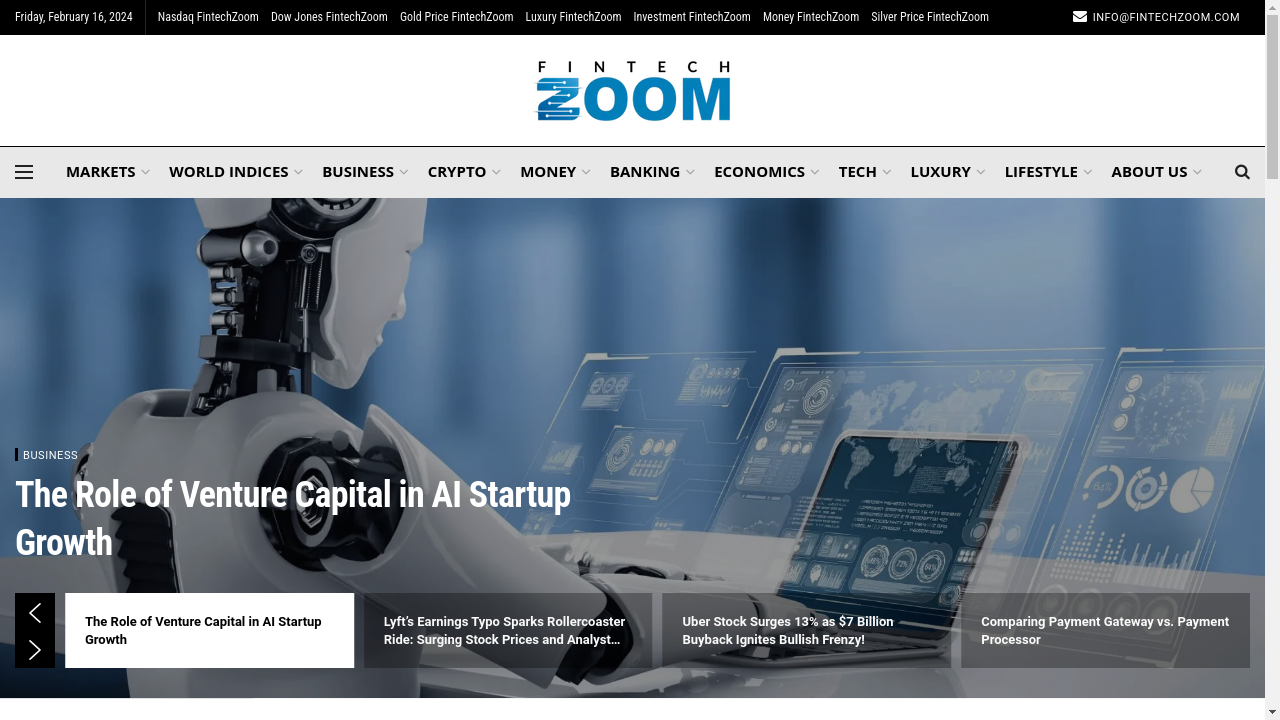 Friday, February 16, 2024 Nasdaq FintechZoom Dow Jones FintechZoom Gold Price FintechZoom Luxury FintechZoom Investment FintechZoom Money FintechZoom Silver Price FintechZoom INFO@FINTECHZOOM.COM
FINTECH
ZOOM
MARKETS WORLD INDICES BUSINESS CRYPTO MONEY BANKING ECONOMICS TECH LUXURY LIFESTYLE ABOUT US
BUSINESS
The Role of Venture Capital in AI Startup
Growth
The Role of Venture Capital in AI Startup
Growth
Lyft’s Earnings Typo Sparks Rollercoaster
Ride: Surging Stock Prices and Analyst…
Uber Stock Surges 13% as $7 Billion
Buyback Ignites Bullish Frenzy!
Comparing Payment Gateway vs. Payment
Processor